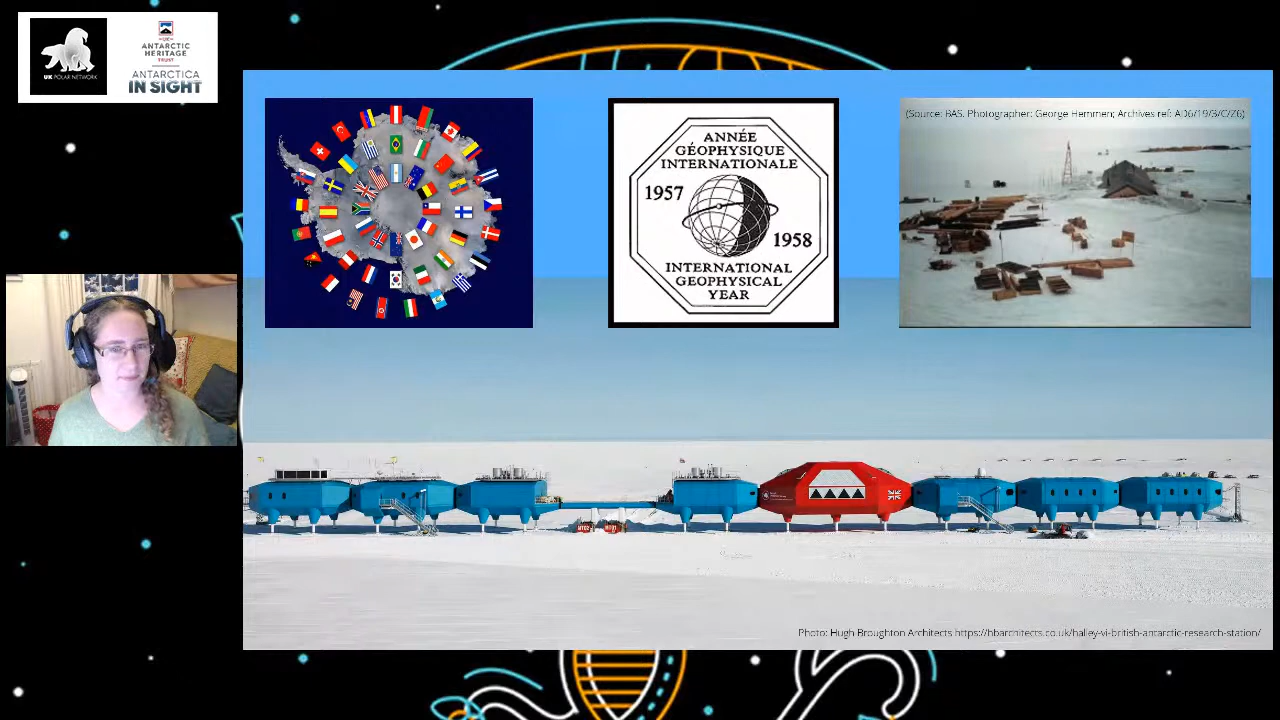 UK POLAR NETWORK
UK
ANTARCTIC
HERITAGE
TRUST
ANTARCTICA
IN SIGHT
ANNÉE
GÉOPHYSIQUE
INTERNATIONALE
1957
1958
INTERNATIONAL
GEOPHYSICAL
YEAR
(Source: BAS. Photographer: George Hemmen; Archives ref: AD6/19/3/C/Z6)
Photo: Hugh Broughton Architects https://hbarchitects.co.uk/halley-vi-british-antarctic-research-station/